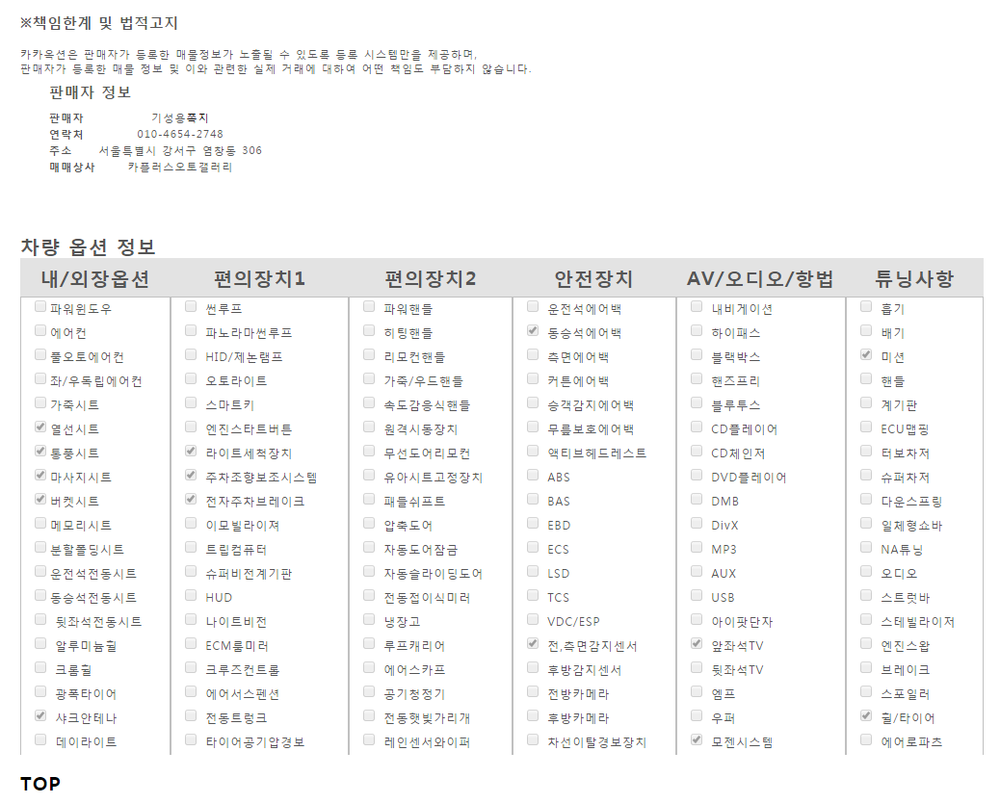 ※책임한계 및 법적고지
카카옥션은 판매자가 등록한 매물정보가 노출될 수 있도록 등록 시스템만을 제공하며,
판매자가 등록한 매물 정보 및 이와 관련한 실제 거래에 대하여 어떤 책임도 부담하지 않습니다.
판매자 정보
판매자 기성용쪽지
연락처 010-4654-2748
주소 서울특별시 강서구 염창동 306
매매상사 카플러스오토갤러리
차량 옵션 정보
내/외장옵션 편의장치1 편의장치2 안전장치 AV/오디오/항법 튜닝사항
파워윈도우 썬루프 파워핸들 운전석에어백 내비게이션 흡기
에어컨 파노라마썬루프 히팅핸들 동승석에어백 하이패스 배기
풀오토에어컨 HID/제논램프 리모컨핸들 측면에어백 블랙박스 미션
좌/우독립에어컨 오토라이트 가죽/우드핸들 커튼에어백 핸즈프리 핸들
가죽시트 스마트키 속도감응식핸들 승객감지에어백 블루투스 계기판
열선시트 엔진스타트버튼 원격시동장치 무릎보호에어백 CD플레이어 ECU맵핑
통풍시트 라이트세척장치 무선도어리모컨 액티브헤드레스트 CD체인저 터보차저
마사지시트 주차조향보조시스템 유아시트고정장치 ABS DVD플레이어 슈퍼차저
버켓시트 전자주차브레이크 패들쉬프트 BAS DMB 다운스프링
메모리시트 이모빌라이져 압축도어 EBD DivX 일체형쇼바
분할폴딩시트 트립컴퓨터 자동도어잠금 ECS MP3 NA튜닝
운전석전동시트 슈퍼비전계기판 자동슬라이딩도어 LSD AUX 오디오
동승석전동시트 HUD 전동접이식미러 TCS USB 스트럿바
뒷좌석전동시트 나이트비전 냉장고 VDC/ESP 아이팟단자 스테빌라이저
알루미늄휠 ECM룸미러 루프캐리어 전,측면감지센서 앞좌석TV 엔진스왑
크롬휠 크루즈컨트롤 에어스카프 후방감지센서 뒷좌석TV 브레이크
광폭타이어 에어서스펜션 공기청정기 전방카메라 엠프 스포일러
샤크안테나 전동트렁크 전동햇빛가리개 후방카메라 우퍼 휠/타이어
데이라이트 타이어공기압경보 레인센서와이퍼 차선이탈경보장치 모젠시스템 에어로파츠
TOP